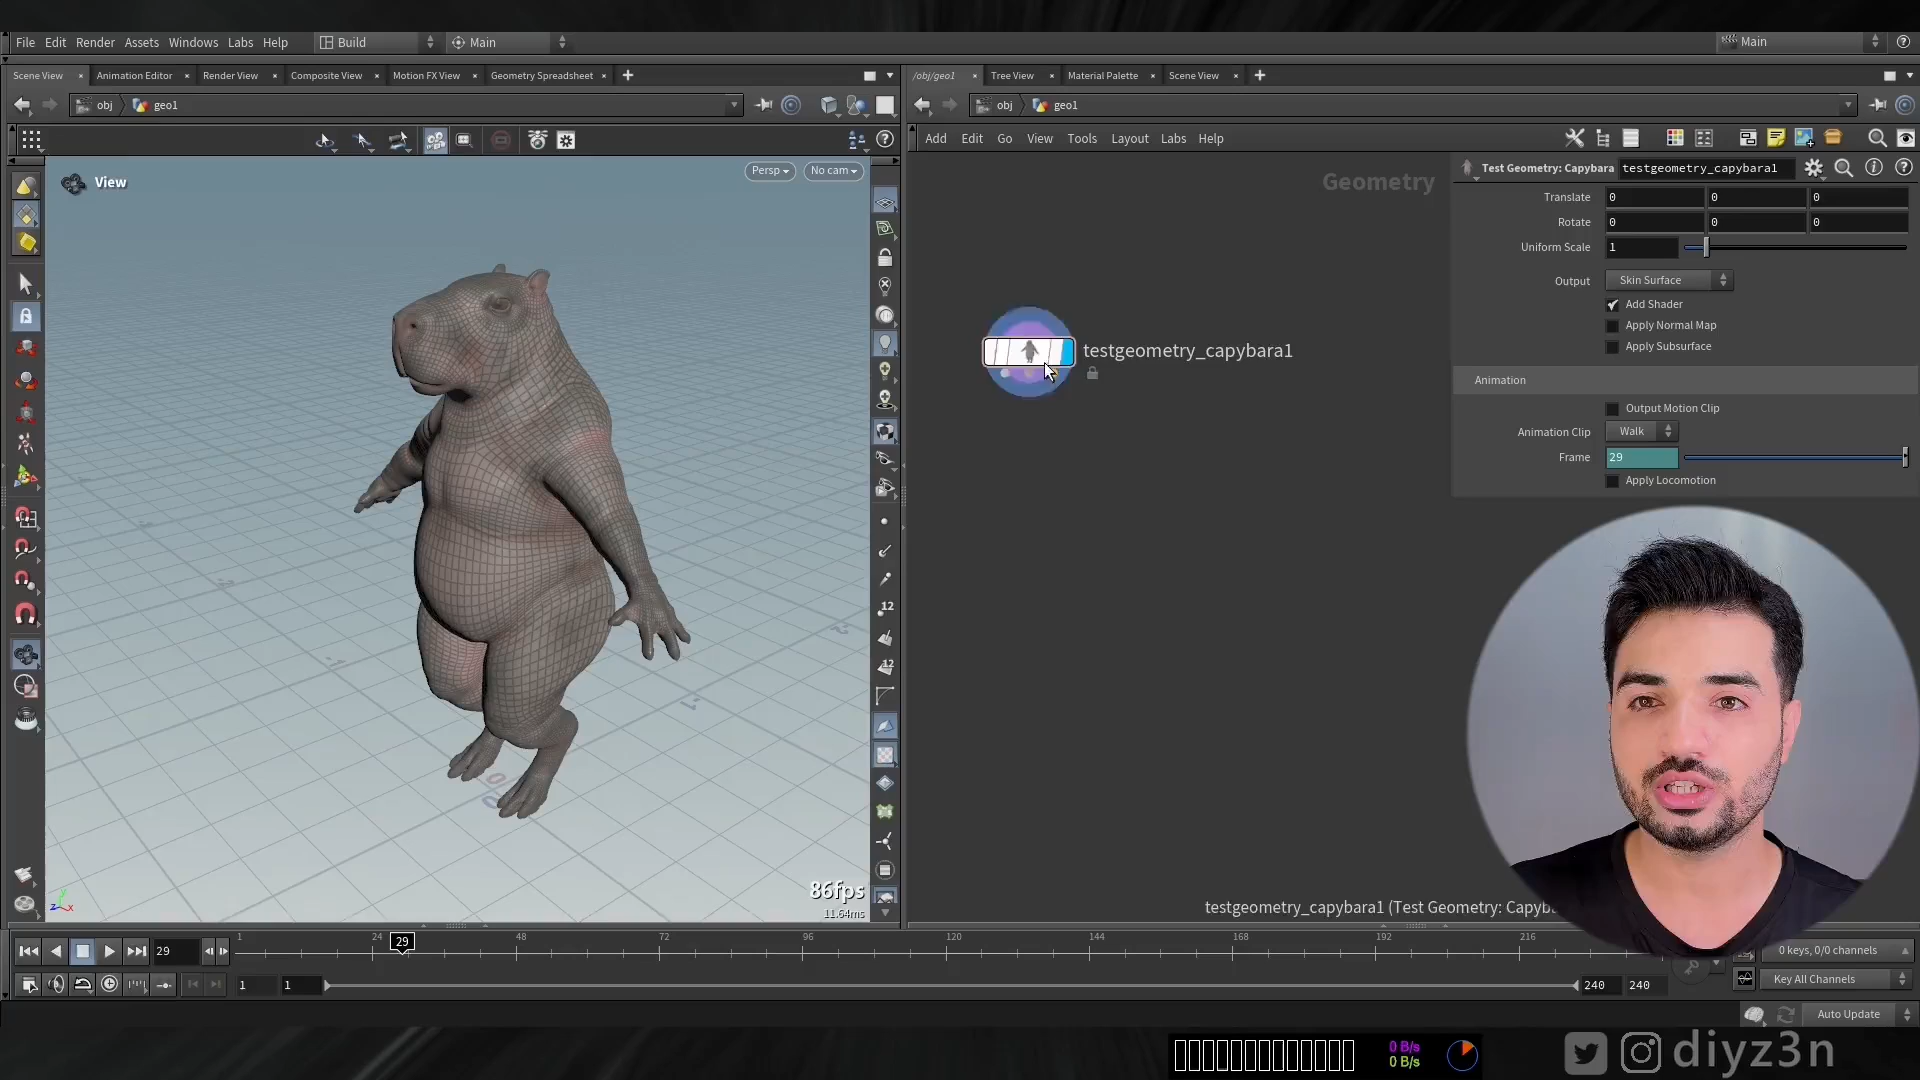 File Edit Render Assets Windows Labs Help Build Main Main
Scene View Animation Editor Render View Composite View Motion FX View Geometry Spreadsheet
/obj/geo1 Tree View Material Palette Scene View
obj geo1
obj geo1
Add Edit Go View Tools Layout Labs Help
View
Persp No cam
Geometry
Test Geometry: Capybara testgeometry_capybara1
Translate 0 0 0
Rotate 0 0 0
Uniform Scale 1
Output Skin Surface
Add Shader
Apply Normal Map
Apply Subsurface
Animation
Output Motion Clip
Animation Clip Walk
Frame 29
Apply Locomotion
testgeometry_capybara1
12
12
86fps
11.64ms
testgeometry_capybara1 (Test Geometry: Capyb
29
1 24 29 48 72 96 120 144 168 192 216
0 keys, 0/0 channels
1 1 240 240
Key All Channels
Auto Update
0 B/s
0 B/s
diyz3n